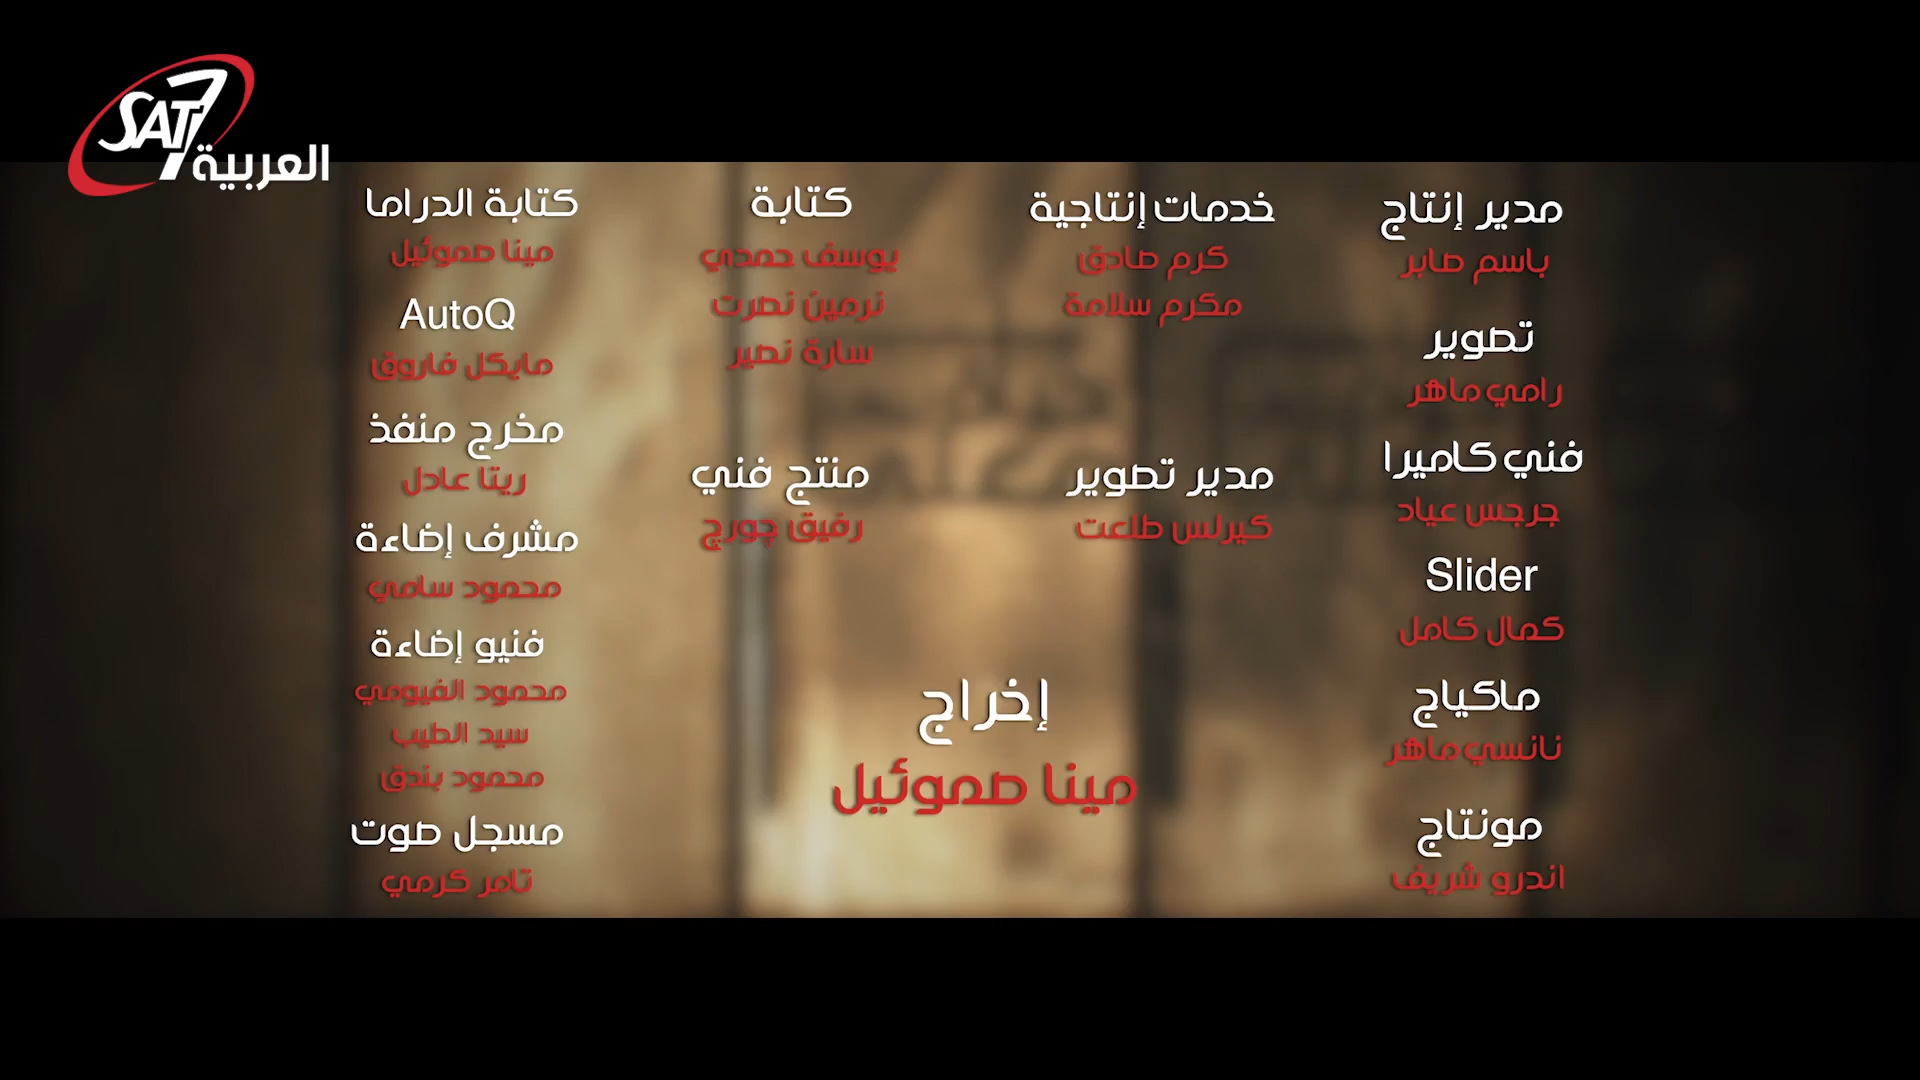 SAT7
العربية
مدير إنتاج
باسم صابر
تصوير
رامي ماهر
فني كاميرا
جرجس عياد
Slider
كمال كامل
ماكياج
نانسي ماهر
مونتاج
اندرو شريف
خدمات إنتاجية
كرم صادق
مكرم سلامة
مدير تصوير
كيرلس طلعت
كتابة
يوسف حمدي
نرمين نصرت
سارة نصير
منتج فني
رفيق چورچ
كتابة الدراما
مينا صموئيل
AutoQ
مايكل فاروق
مخرج منفذ
ريتا عادل
مشرف إضاءة
محمود سامي
فنيو إضاءة
محمود الفيومي
سيد الطيب
محمود بندق
مسجل صوت
تامر كرمي
إخراج
مينا صموئيل